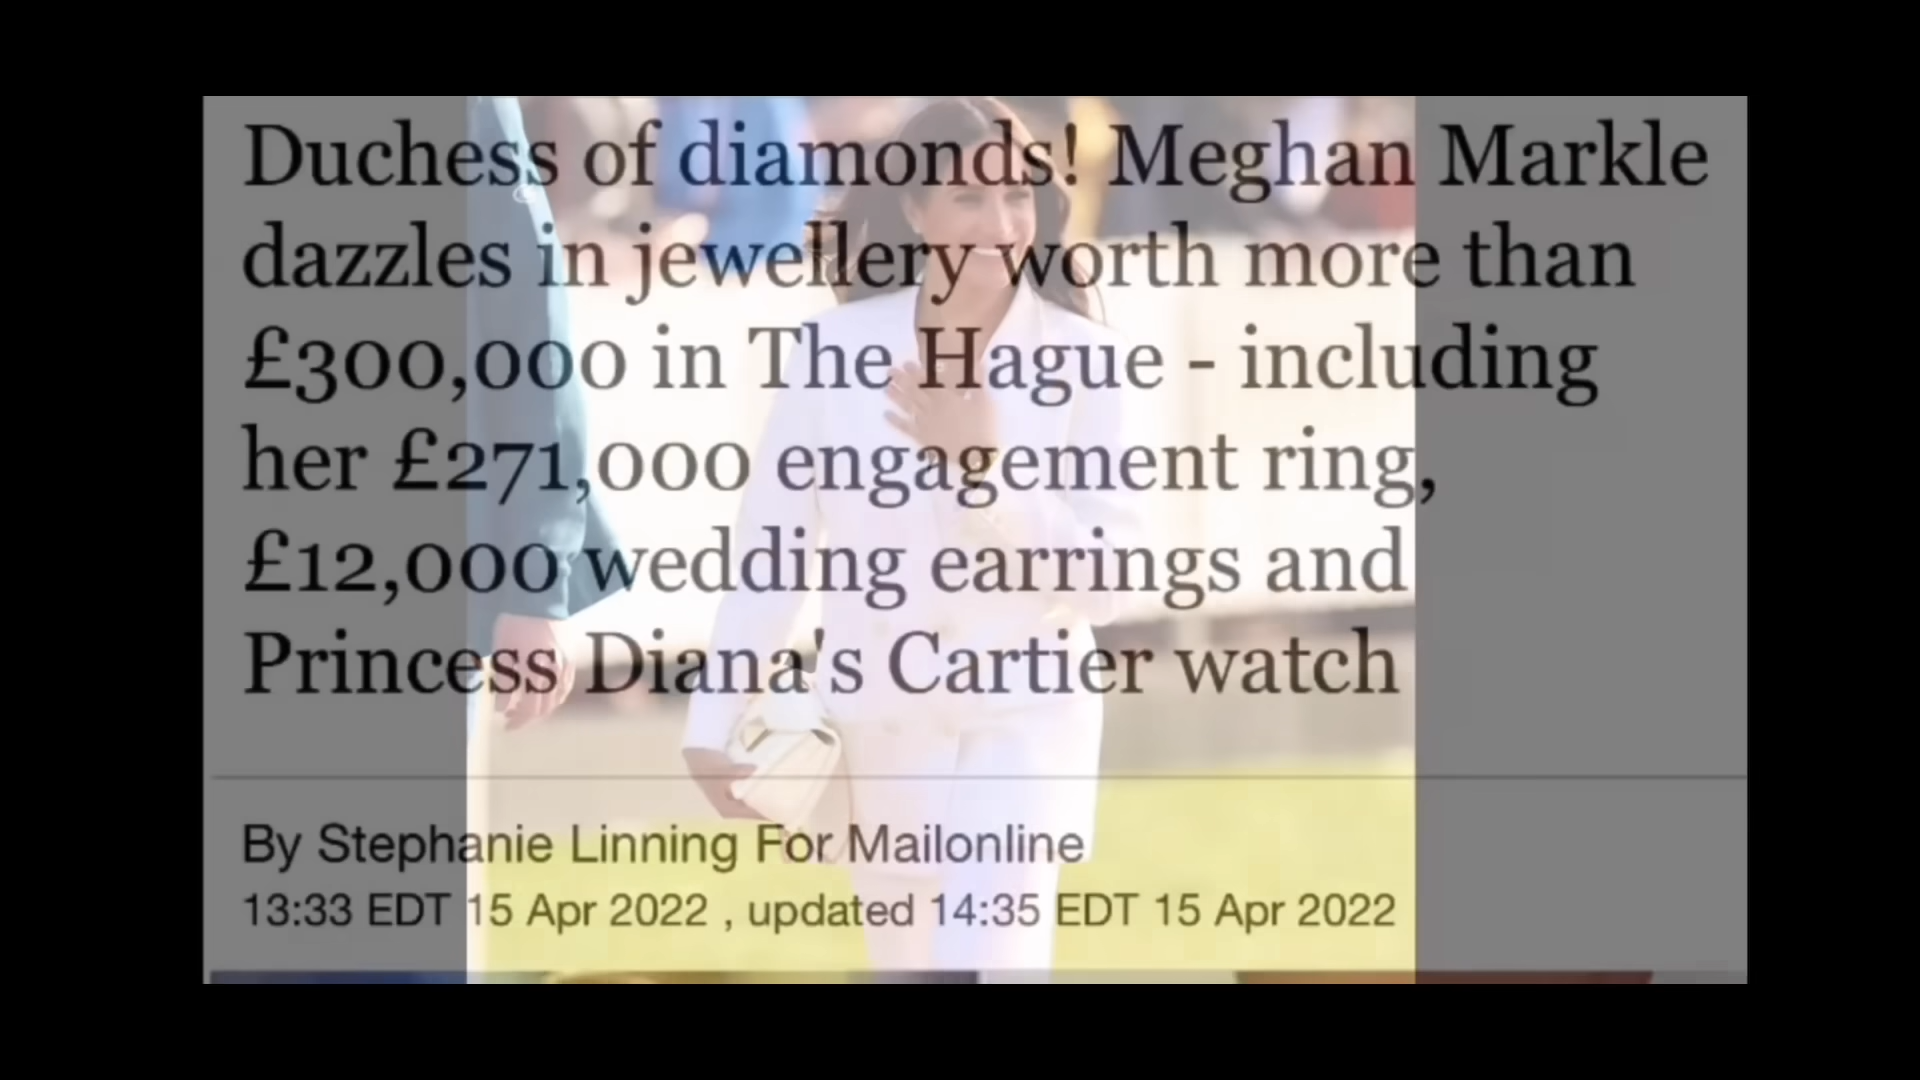 Duchess of diamonds! Meghan Markle
dazzles in jewellery worth more than
£300,000 in The Hague - including
her £271,000 engagement ring,
£12,000 wedding earrings and
Princess Diana's Cartier watch
By Stephanie Linning For Mailonline
13:33 EDT 15 Apr 2022 , updated 14:35 EDT 15 Apr 2022